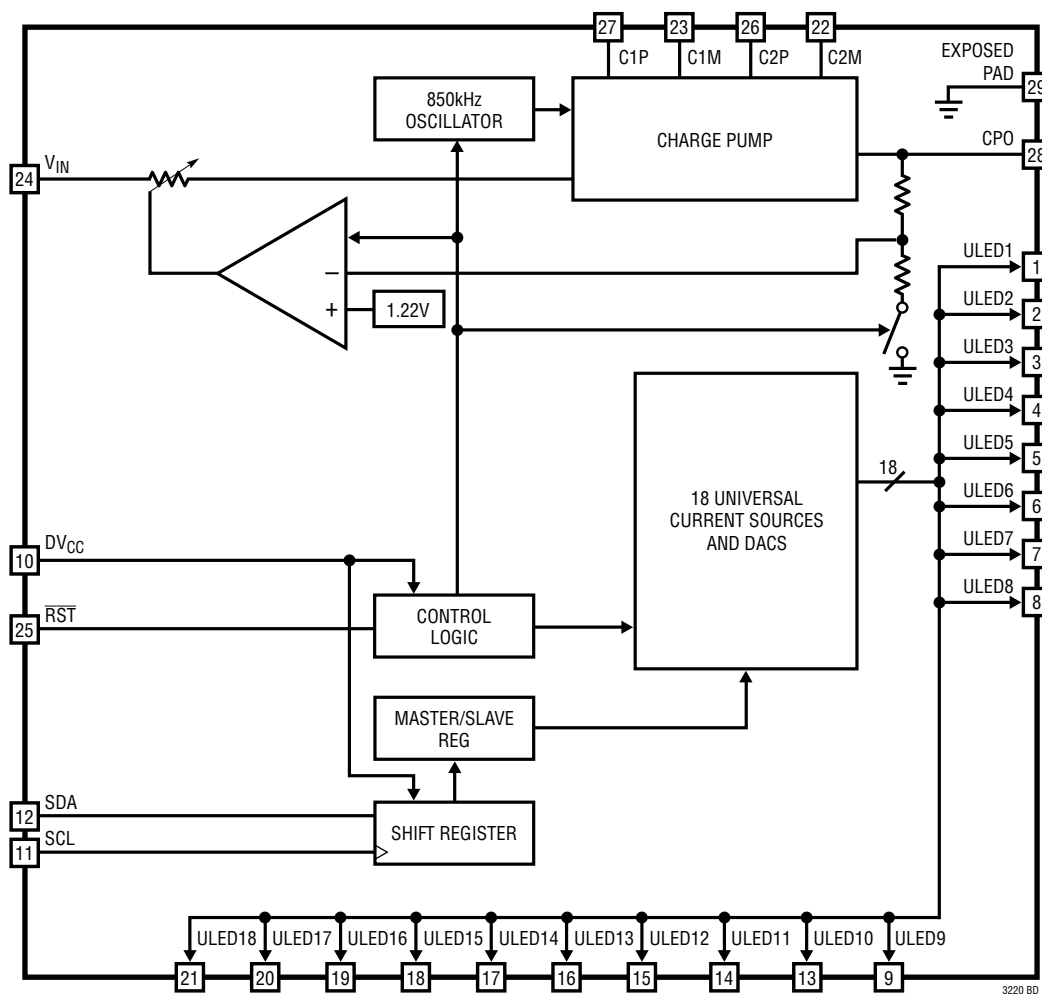 27
23
26
22
C1P
C1M
C2P
C2M
EXPOSED
PAD
29
850kHz
OSCILLATOR
CHARGE PUMP
CPO
28
VIN
24
–
+
1.22V
ULED1
1
ULED2
2
ULED3
3
ULED4
4
ULED5
5
ULED6
6
ULED7
7
ULED8
8
18
18 UNIVERSAL
CURRENT SOURCES
AND DACS
DVCC
10
RST
25
CONTROL
LOGIC
MASTER/SLAVE
REG
SDA
12
SCL
11
SHIFT REGISTER
ULED18
ULED17
ULED16
ULED15
ULED14
ULED13
ULED12
ULED11
ULED10
ULED9
21
20
19
18
17
16
15
14
13
9
3220 BD